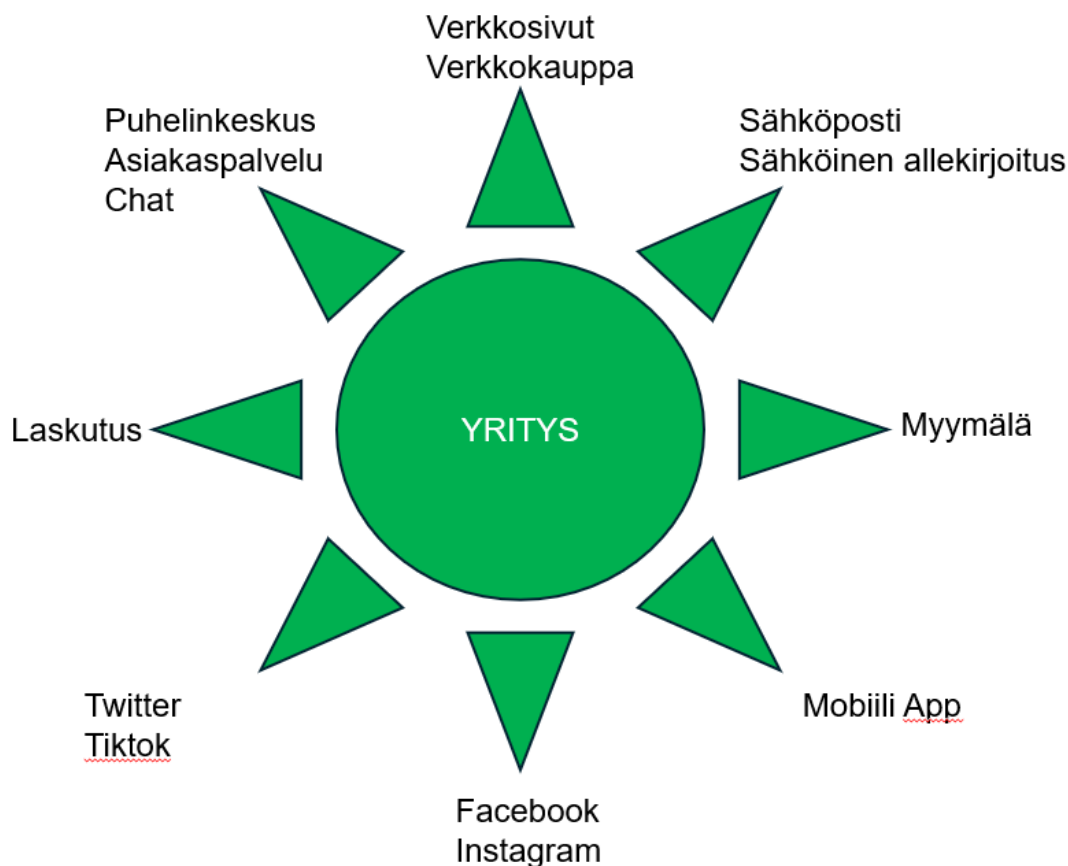 Verkkosivut
Verkkokauppa
Puhelinkeskus
Asiakaspalvelu
Chat
Sähköposti
Sähköinen allekirjoitus
Laskutus
YRITYS
Myymälä
Twitter
Tiktok
Mobiili App
Facebook
Instagram